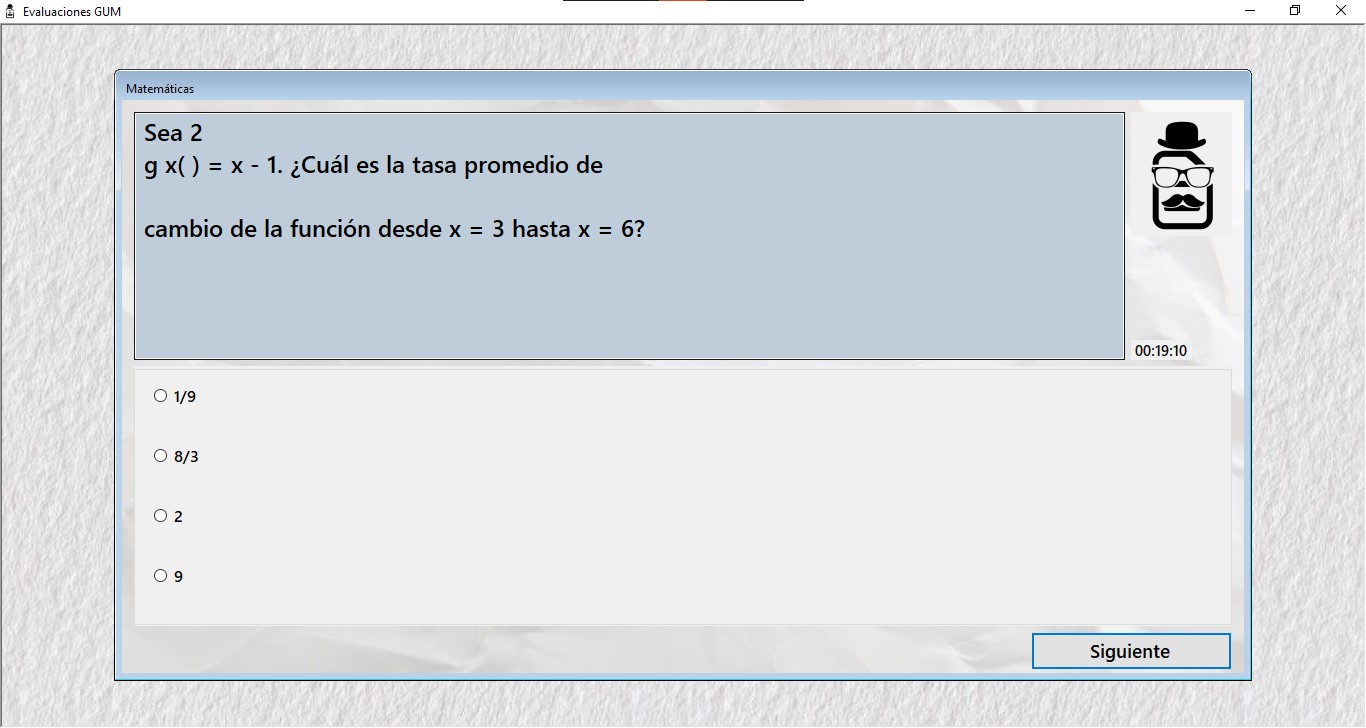 Evaluaciones GUM
Matemáticas
Sea 2
g x( ) = x - 1. ¿Cuál es la tasa promedio de
cambio de la función desde x = 3 hasta x = 6?
00:19:10
1/9
8/3
2
9
Siguiente